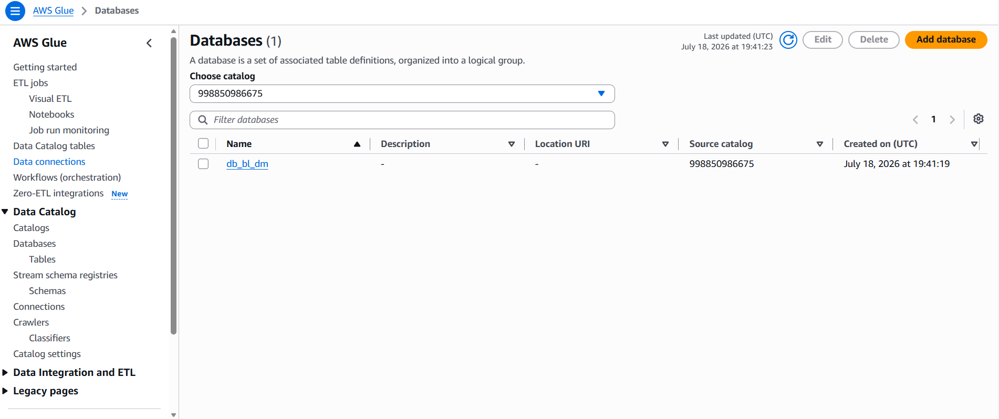 AWS Glue > Databases
AWS Glue
Getting started
ETL jobs
Visual ETL
Notebooks
Job run monitoring
Data Catalog tables
Data connections
Workflows (orchestration)
Zero-ETL integrations New
Data Catalog
Catalogs
Databases
Tables
Stream schema registries
Schemas
Connections
Crawlers
Classifiers
Catalog settings
Data Integration and ETL
Legacy pages
Databases (1)
Last updated (UTC)
July 18, 2026 at 19:41:23
Edit
Delete
Add database
A database is a set of associated table definitions, organized into a logical group.
Choose catalog
998850986675
Filter databases
1
Name Description Location URI Source catalog Created on (UTC)
db_bl_dm - - 998850986675 July 18, 2026 at 19:41:19